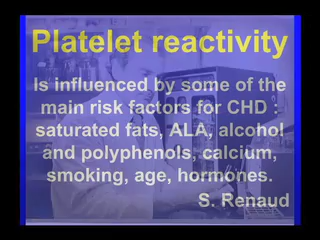 Platelet reactivity
Is influenced by some of the
main risk factors for CHD :
saturated fats, ALA, alcohol
and polyphenols, calcium,
smoking, age, hormones.
S. Renaud